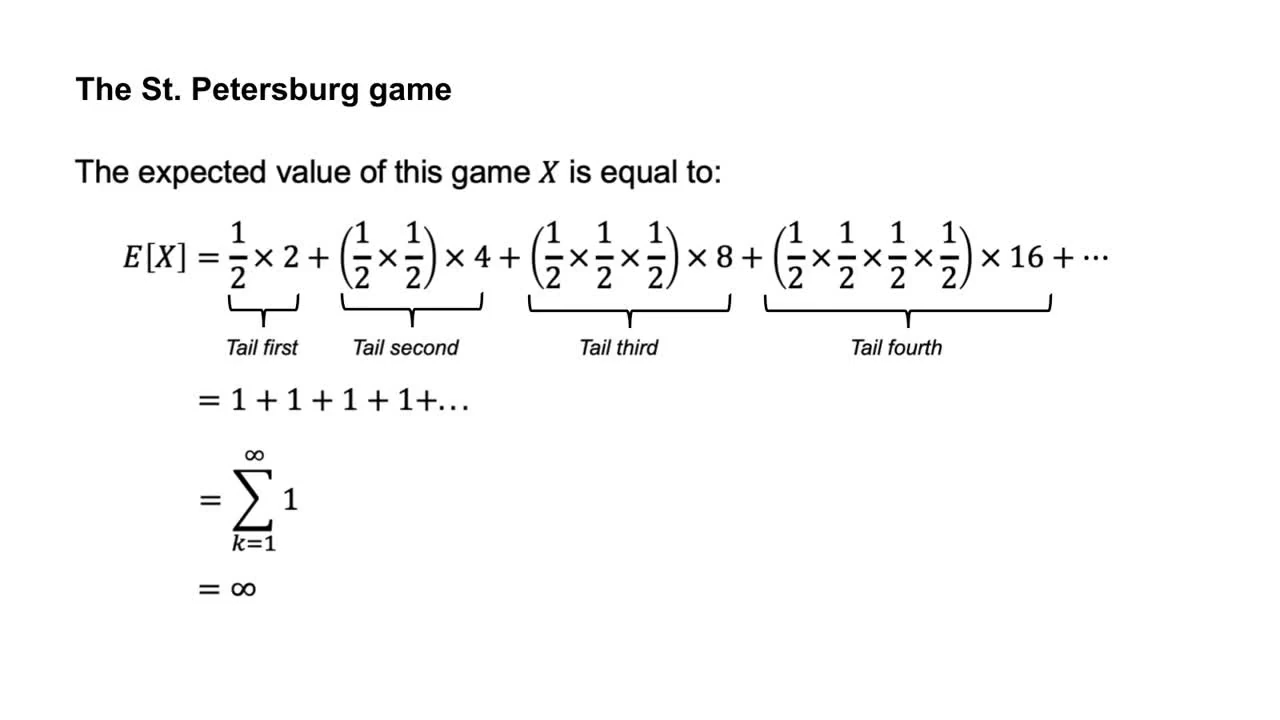 The St. Petersburg game
The expected value of this game X is equal to:
E[X] = 1/2 × 2 + (1/2 × 1/2) × 4 + (1/2 × 1/2 × 1/2) × 8 + (1/2 × 1/2 × 1/2 × 1/2) × 16 + ⋯
Tail first Tail second Tail third Tail fourth
= 1 + 1 + 1 + 1+…
= ∑_{k=1}^{∞} 1
= ∞